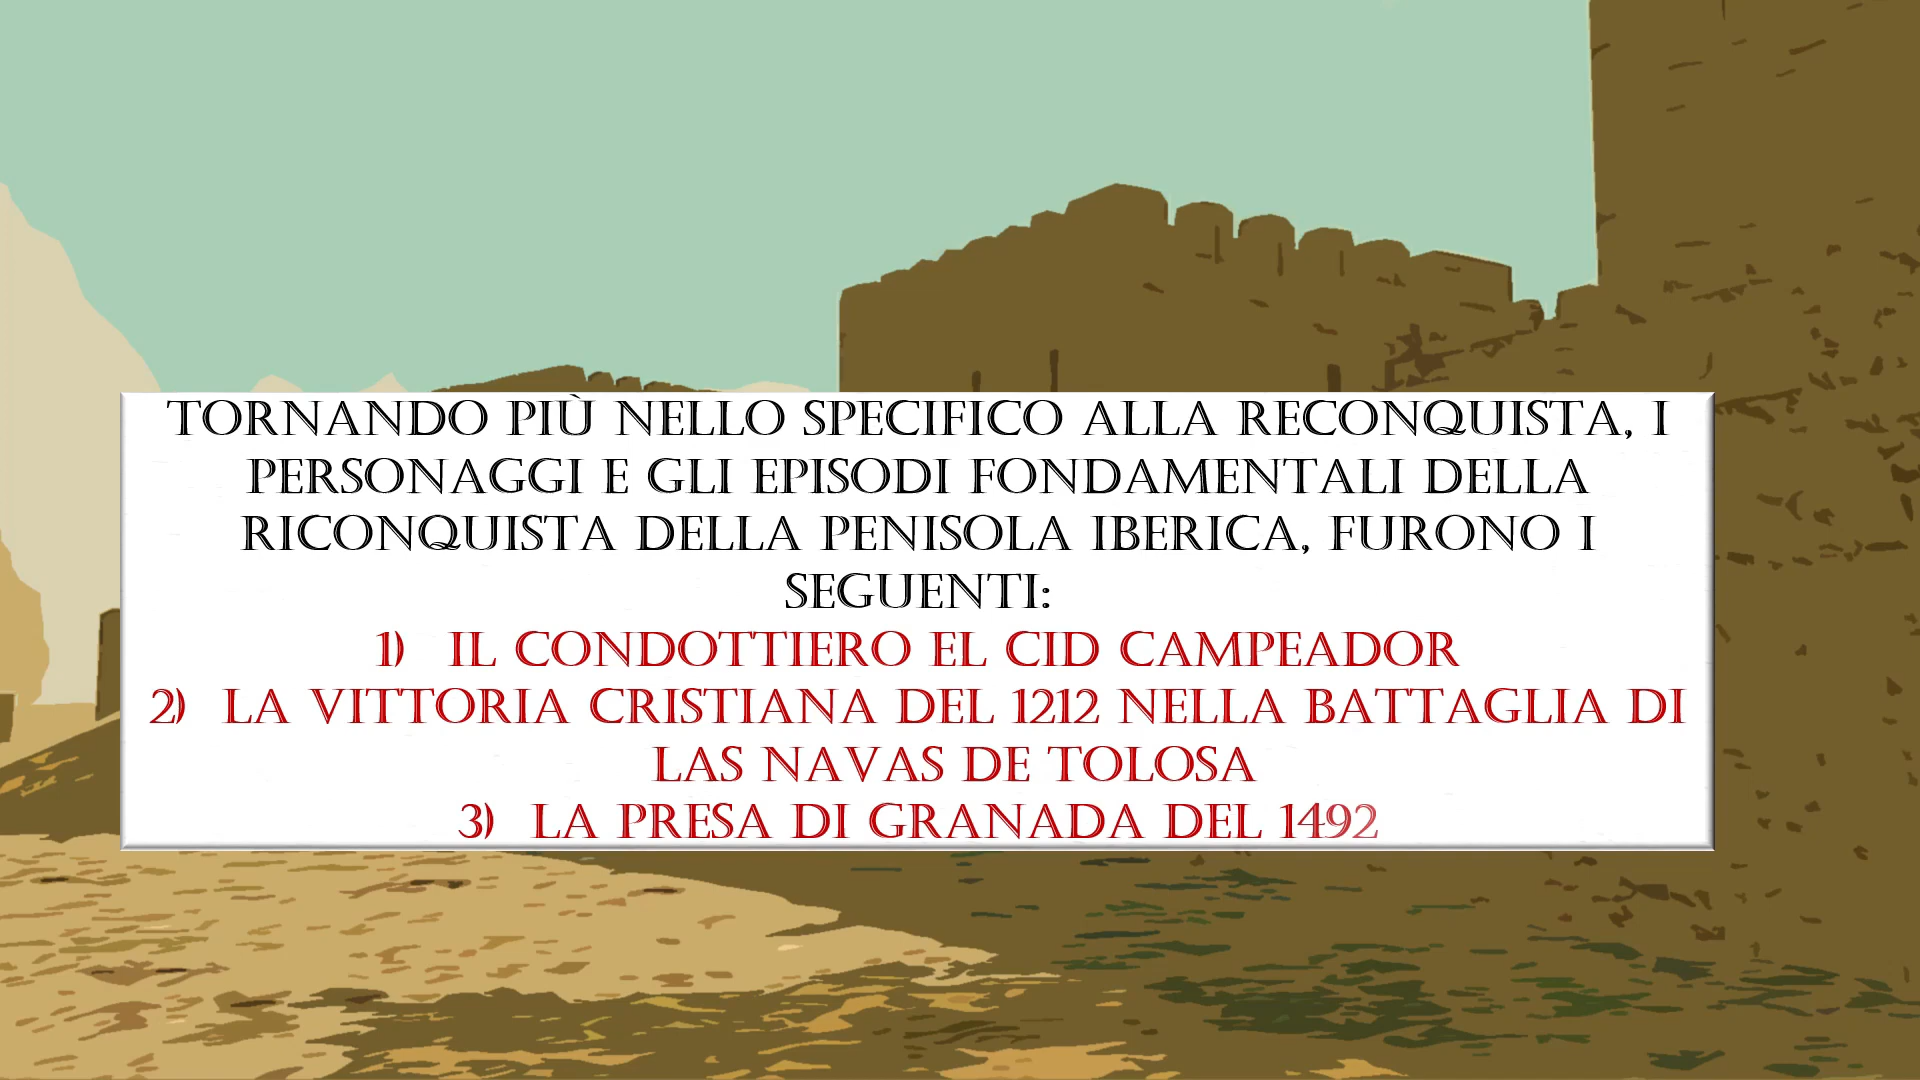 TORNANDO PIÙ NELLO SPECIFICO ALLA RECONQUISTA, I
PERSONAGGI E GLI EPISODI FONDAMENTALI DELLA
RICONQUISTA DELLA PENISOLA IBERICA, FURONO I
SEGUENTI:
1) IL CONDOTTIERO EL CID CAMPEADOR
2) LA VITTORIA CRISTIANA DEL 1212 NELLA BATTAGLIA DI
LAS NAVAS DE TOLOSA
3) LA PRESA DI GRANADA DEL 1492